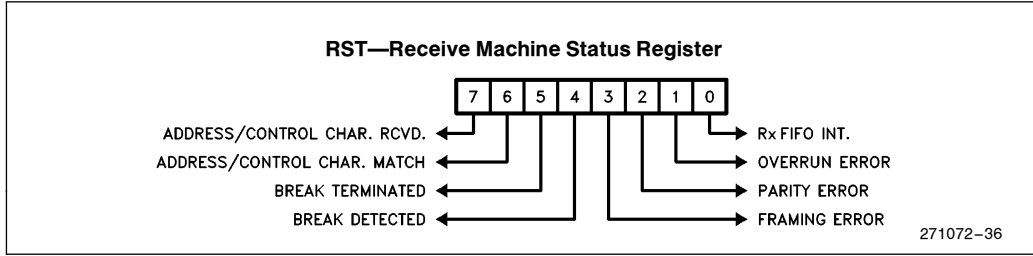 RST—Receive Machine Status Register
7 6 5 4 3 2 1 0
ADDRESS/CONTROL CHAR. RCVD.
ADDRESS/CONTROL CHAR. MATCH
BREAK TERMINATED
BREAK DETECTED
Rx FIFO INT.
OVERRUN ERROR
PARITY ERROR
FRAMING ERROR
271072–36